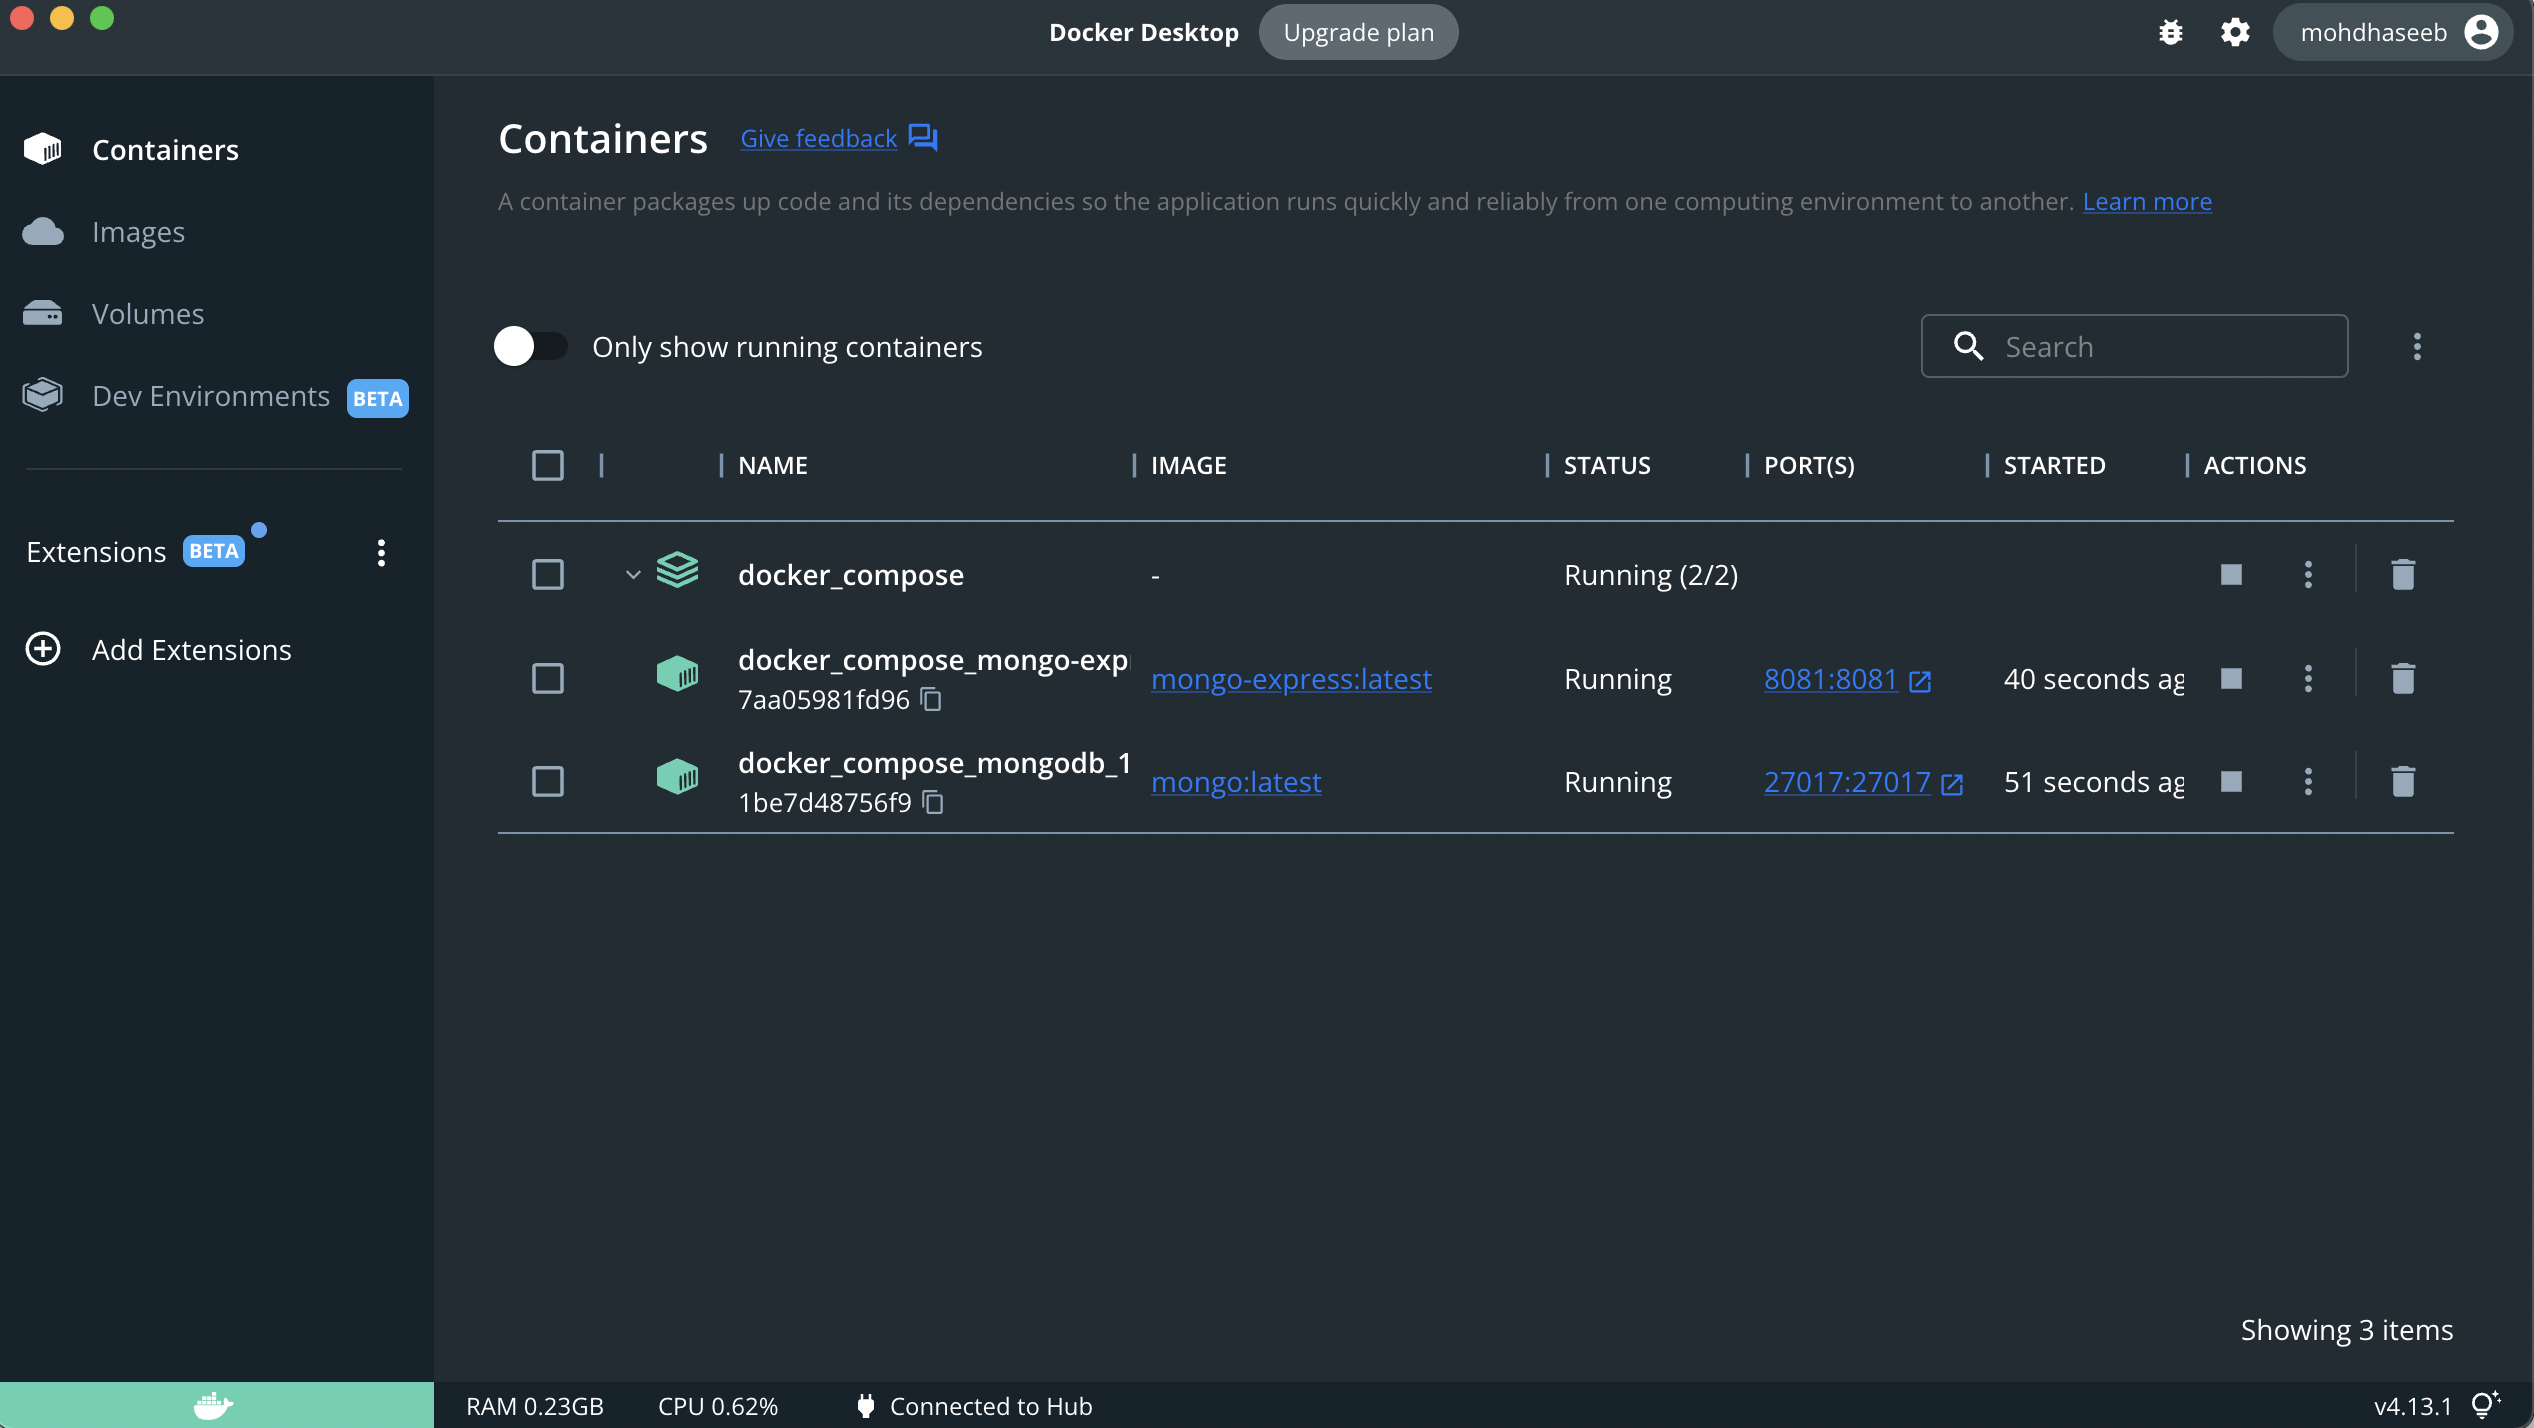 Docker Desktop Upgrade plan mohdhaseeb
Containers
Images
Volumes
Dev Environments BETA
Extensions BETA
Add Extensions
Containers Give feedback
A container packages up code and its dependencies so the application runs quickly and reliably from one computing environment to another. Learn more
Only show running containers Search
NAME IMAGE STATUS PORT(S) STARTED ACTIONS
docker_compose - Running (2/2)
docker_compose_mongo-exp
7aa05981fd96
mongo-express:latest Running 8081:8081 40 seconds ag
docker_compose_mongodb_1
1be7d48756f9
mongo:latest Running 27017:27017 51 seconds ag
Showing 3 items
RAM 0.23GB CPU 0.62% Connected to Hub v4.13.1